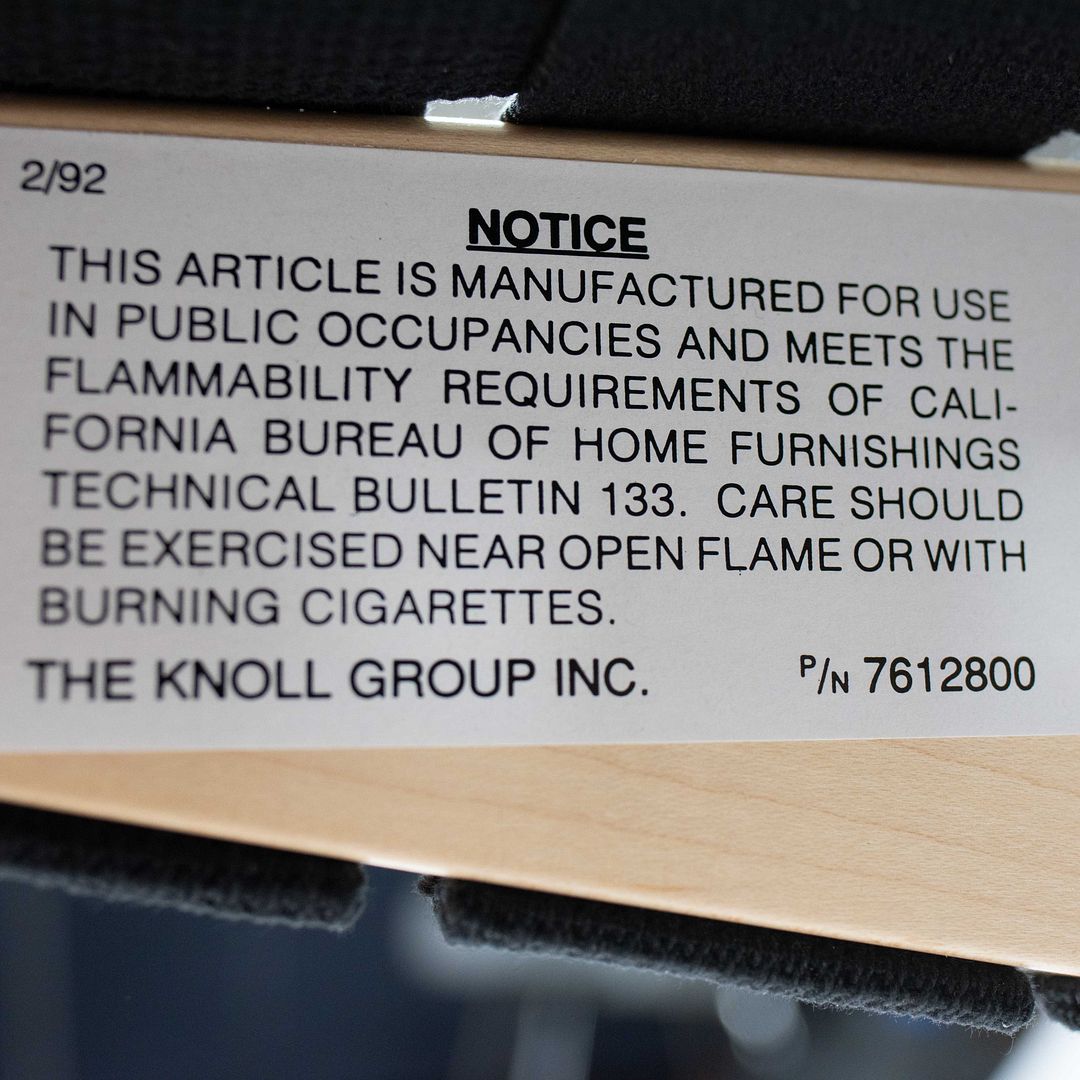 2/92
NOTICE
THIS ARTICLE IS MANUFACTURED FOR USE
IN PUBLIC OCCUPANCIES AND MEETS THE
FLAMMABILITY REQUIREMENTS OF CALI-
FORNIA BUREAU OF HOME FURNISHINGS
TECHNICAL BULLETIN 133. CARE SHOULD
BE EXERCISED NEAR OPEN FLAME OR WITH
BURNING CIGARETTES.
THE KNOLL GROUP INC. P/N 7612800